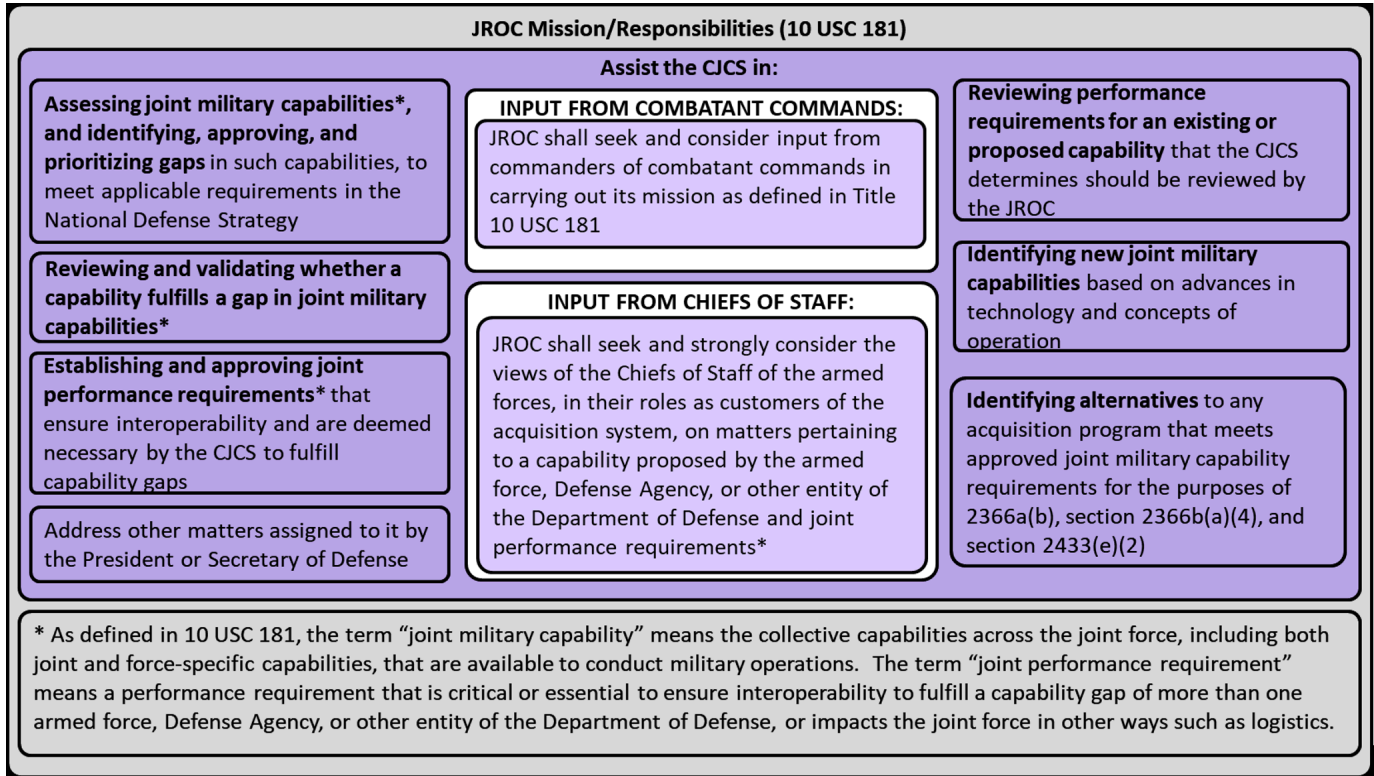 JROC Mission/Responsibilities (10 USC 181)
Assist the CJCS in:
Assessing joint military capabilities*,
and identifying, approving, and
prioritizing gaps in such capabilities, to
meet applicable requirements in the
National Defense Strategy
Reviewing and validating whether a
capability fulfills a gap in joint military
capabilities*
Establishing and approving joint
performance requirements* that
ensure interoperability and are deemed
necessary by the CJCS to fulfill
capability gaps
Address other matters assigned to it by
the President or Secretary of Defense
INPUT FROM COMBATANT COMMANDS:
JROC shall seek and consider input from
commanders of combatant commands in
carrying out its mission as defined in Title
10 USC 181
INPUT FROM CHIEFS OF STAFF:
JROC shall seek and strongly consider the
views of the Chiefs of Staff of the armed
forces, in their roles as customers of the
acquisition system, on matters pertaining
to a capability proposed by the armed
force, Defense Agency, or other entity of
the Department of Defense and joint
performance requirements*
Reviewing performance
requirements for an existing or
proposed capability that the CJCS
determines should be reviewed by
the JROC
Identifying new joint military
capabilities based on advances in
technology and concepts of
operation
Identifying alternatives to any
acquisition program that meets
approved joint military capability
requirements for the purposes of
2366a(b), section 2366b(a)(4), and
section 2433(e)(2)
* As defined in 10 USC 181, the term “joint military capability” means the collective capabilities across the joint force, including both
joint and force-specific capabilities, that are available to conduct military operations.  The term “joint performance requirement”
means a performance requirement that is critical or essential to ensure interoperability to fulfill a capability gap of more than one
armed force, Defense Agency, or other entity of the Department of Defense, or impacts the joint force in other ways such as logistics.